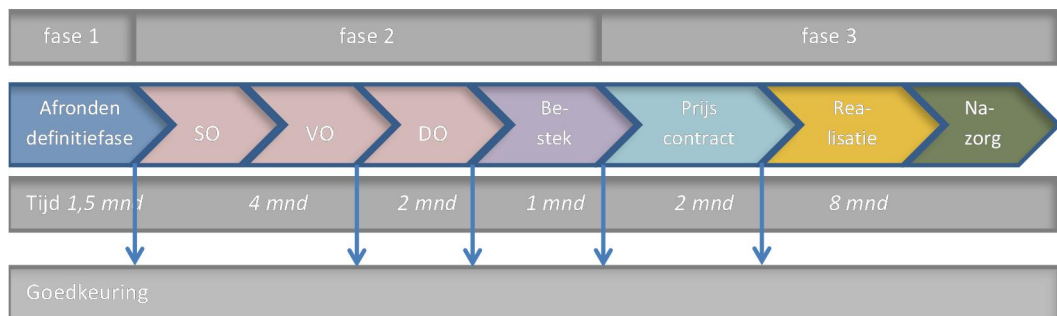 fase 1 fase 2 fase 3
Afronden Be- Prijs Rea- Na-
definitiefase SO VO DO stek contract lisatie zorg
Tijd 1,5 mnd 4 mnd 2 mnd 1 mnd 2 mnd 8 mnd
Goedkeuring